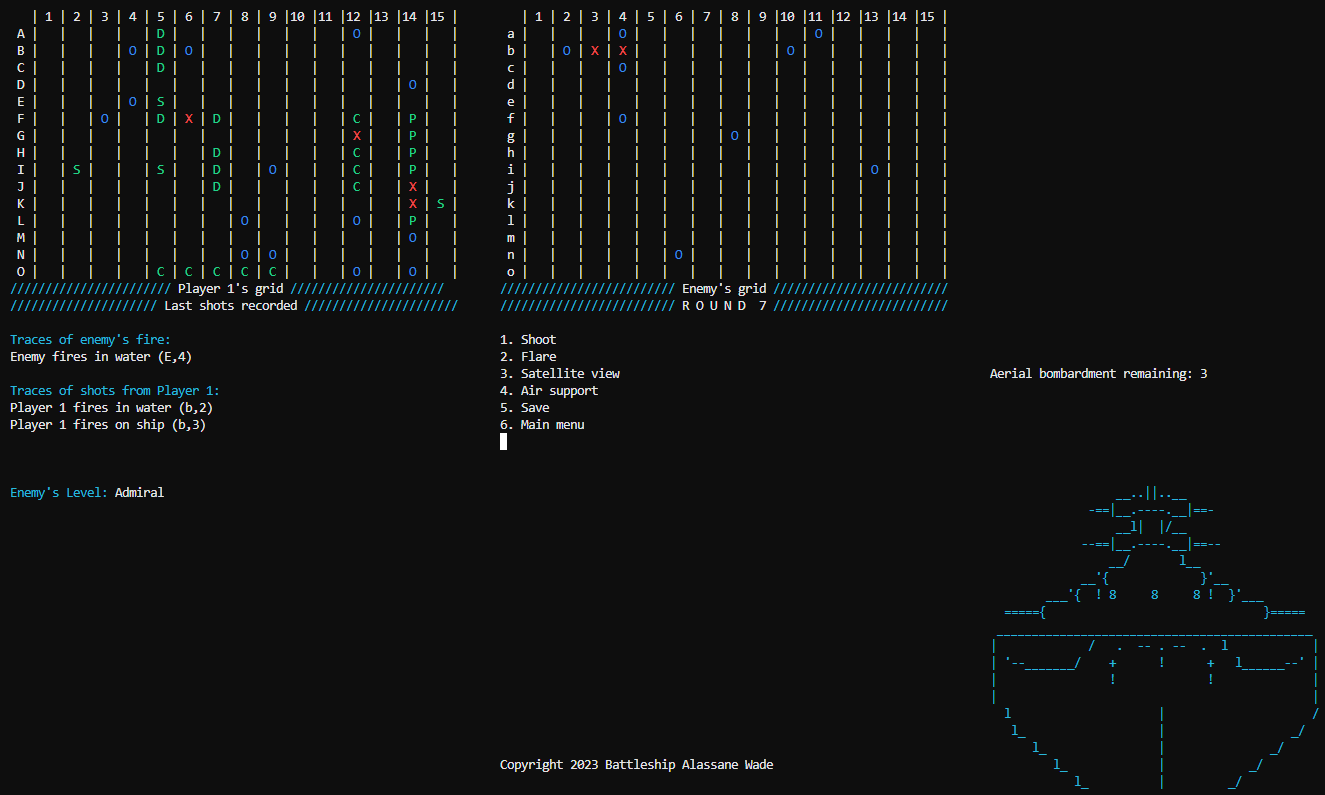 | 1 | 2 | 3 | 4 | 5 | 6 | 7 | 8 | 9 |10 |11 |12 |13 |14 |15 |      | 1 | 2 | 3 | 4 | 5 | 6 | 7 | 8 | 9 |10 |11 |12 |13 |14 |15 |
A |   |   |   |   | D |   |   |   |   |   |   | O |   |   |   |    a |   |   |   | O |   |   |   |   |   |   | O |   |   |   |   |
B |   |   |   | O | D | O |   |   |   |   |   |   |   |   |   |    b |   | O | X | X |   |   |   |   |   | O |   |   |   |   |   |
C |   |   |   |   | D |   |   |   |   |   |   |   |   |   |   |    c |   |   |   | O |   |   |   |   |   |   |   |   |   |   |   |
D |   |   |   |   |   |   |   |   |   |   |   |   |   | O |   |    d |   |   |   |   |   |   |   |   |   |   |   |   |   |   |   |
E |   |   |   | O | S |   |   |   |   |   |   |   |   |   |   |    e |   |   |   |   |   |   |   |   |   |   |   |   |   |   |   |
F |   |   | O |   | D | X | D |   |   |   |   | C |   | P |   |    f |   |   |   | O |   |   |   |   |   |   |   |   |   |   |   |
G |   |   |   |   |   |   |   |   |   |   |   | X |   | P |   |    g |   |   |   |   |   |   |   | O |   |   |   |   |   |   |   |
H |   |   |   |   |   |   | D |   |   |   |   | C |   | P |   |    h |   |   |   |   |   |   |   |   |   |   |   |   |   |   |   |
I |   | S |   |   | S |   | D |   | O |   |   | C |   | P |   |    i |   |   |   |   |   |   |   |   |   |   |   |   | O |   |   |
J |   |   |   |   |   |   | D |   |   |   |   | C |   | X |   |    j |   |   |   |   |   |   |   |   |   |   |   |   |   |   |   |
K |   |   |   |   |   |   |   |   |   |   |   |   |   | X | S |    k |   |   |   |   |   |   |   |   |   |   |   |   |   |   |   |
L |   |   |   |   |   |   |   | O |   |   |   | O |   | P |   |    l |   |   |   |   |   |   |   |   |   |   |   |   |   |   |   |
M |   |   |   |   |   |   |   |   |   |   |   |   |   | O |   |    m |   |   |   |   |   |   |   |   |   |   |   |   |   |   |   |
N |   |   |   |   |   |   |   | O | O |   |   |   |   |   |   |    n |   |   |   |   |   | O |   |   |   |   |   |   |   |   |   |
O |   |   |   |   | C | C | C | C | C |   |   | O |   | O |   |    o |   |   |   |   |   |   |   |   |   |   |   |   |   |   |   |
/////////////////////// Player 1's grid //////////////////////      ///////////////////////// Enemy's grid /////////////////////////
///////////////////// Last shots recorded //////////////////////      ///////////////////////// R O U N D  7 /////////////////////////
Traces of enemy's fire:
Enemy fires in water (E,4)
Traces of shots from Player 1:
Player 1 fires in water (b,2)
Player 1 fires on ship (b,3)
Enemy's Level: Admiral
1. Shoot
2. Flare
3. Satellite view
4. Air support
5. Save
6. Main menu
Aerial bombardment remaining: 3
Copyright 2023 Battleship Alassane Wade